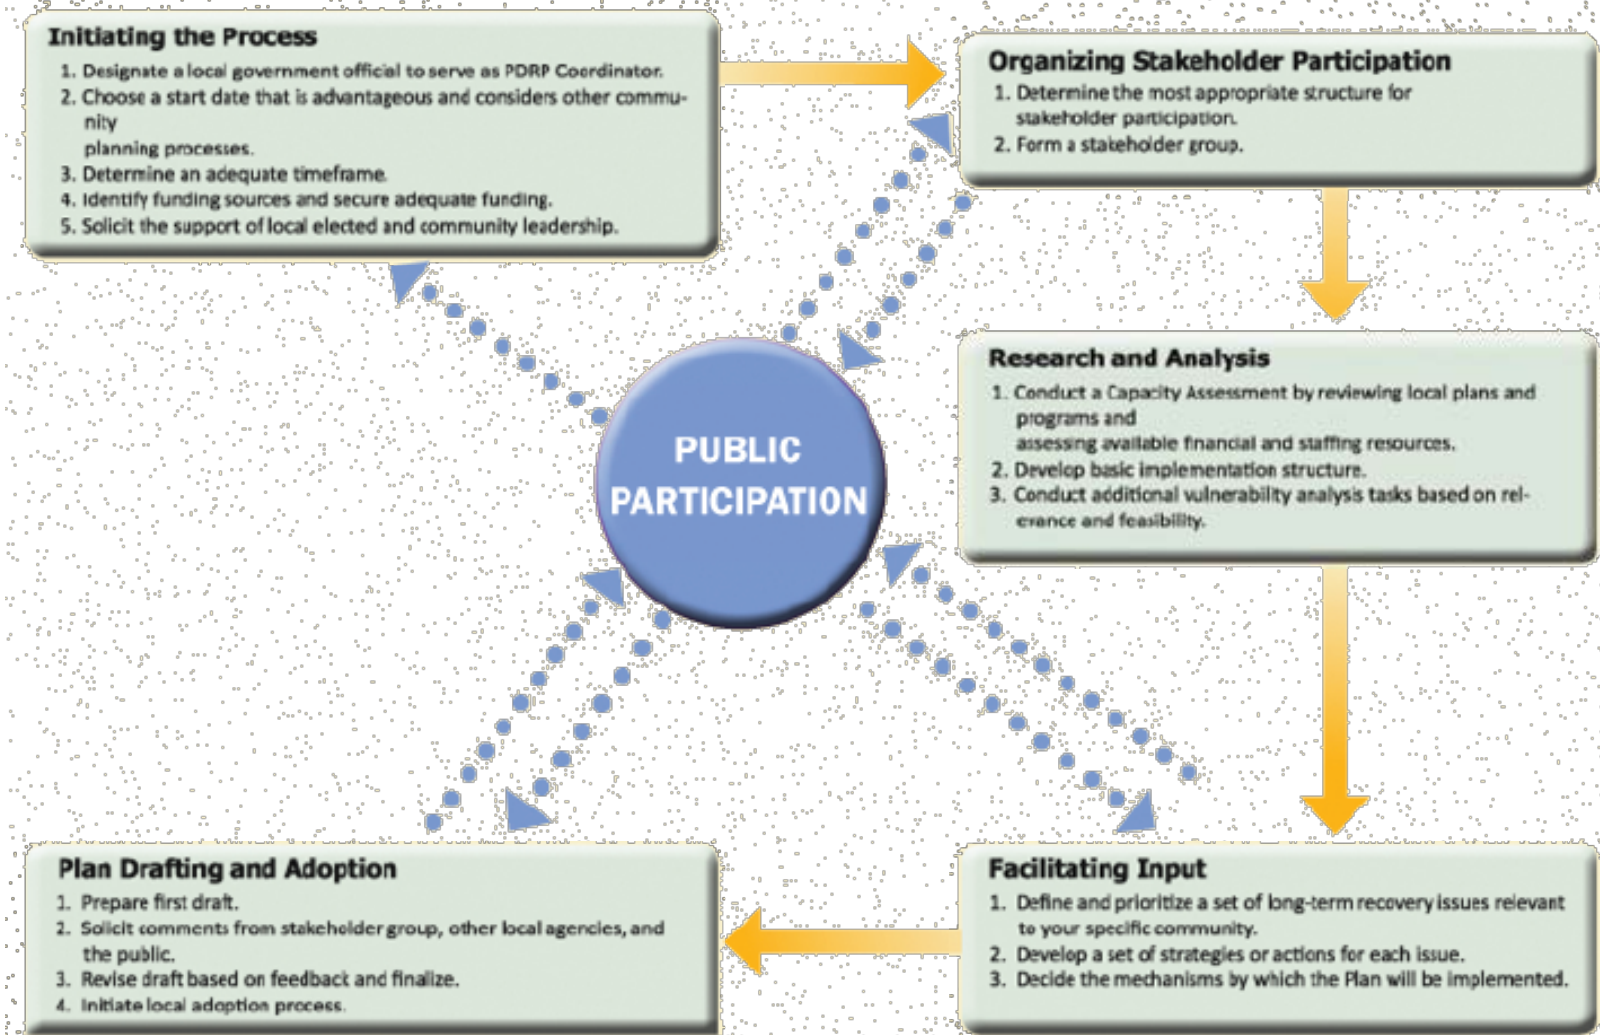 Initiating the Process
1. Designate a local government official to serve as PDRP Coordinator.
2. Choose a start date that is advantageous and considers other commu-
nity
planning processes.
3. Determine an adequate timeframe.
4. Identify funding sources and secure adequate funding.
5. Solicit the support of local elected and community leadership.
Organizing Stakeholder Participation
1. Determine the most appropriate structure for
stakeholder participation.
2. Form a stakeholder group.
Research and Analysis
1. Conduct a Capacity Assessment by reviewing local plans and
programs and
assessing available financial and staffing resources.
2. Develop basic implementation structure.
3. Conduct additional vulnerability analysis tasks based on rel-
evance and feasibility.
PUBLIC
PARTICIPATION
Plan Drafting and Adoption
1. Prepare first draft.
2. Solicit comments from stakeholder group, other local agencies, and
the public.
3. Revise draft based on feedback and finalize.
4. Initiate local adoption process.
Facilitating Input
1. Define and prioritize a set of long-term recovery issues relevant
to your specific community.
2. Develop a set of strategies or actions for each issue.
3. Decide the mechanisms by which the Plan will be implemented.